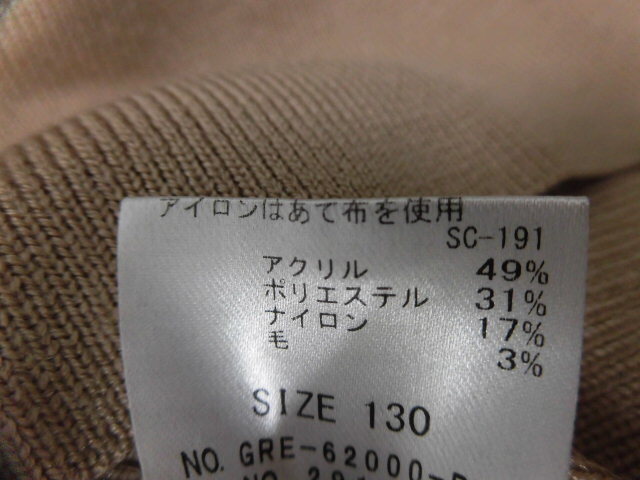 アイロンはあて布を使用
SC-191
アクリル 49%
ポリエステル 31%
ナイロン 17%
毛 3%
SIZE 130
NO. GRE-62000-